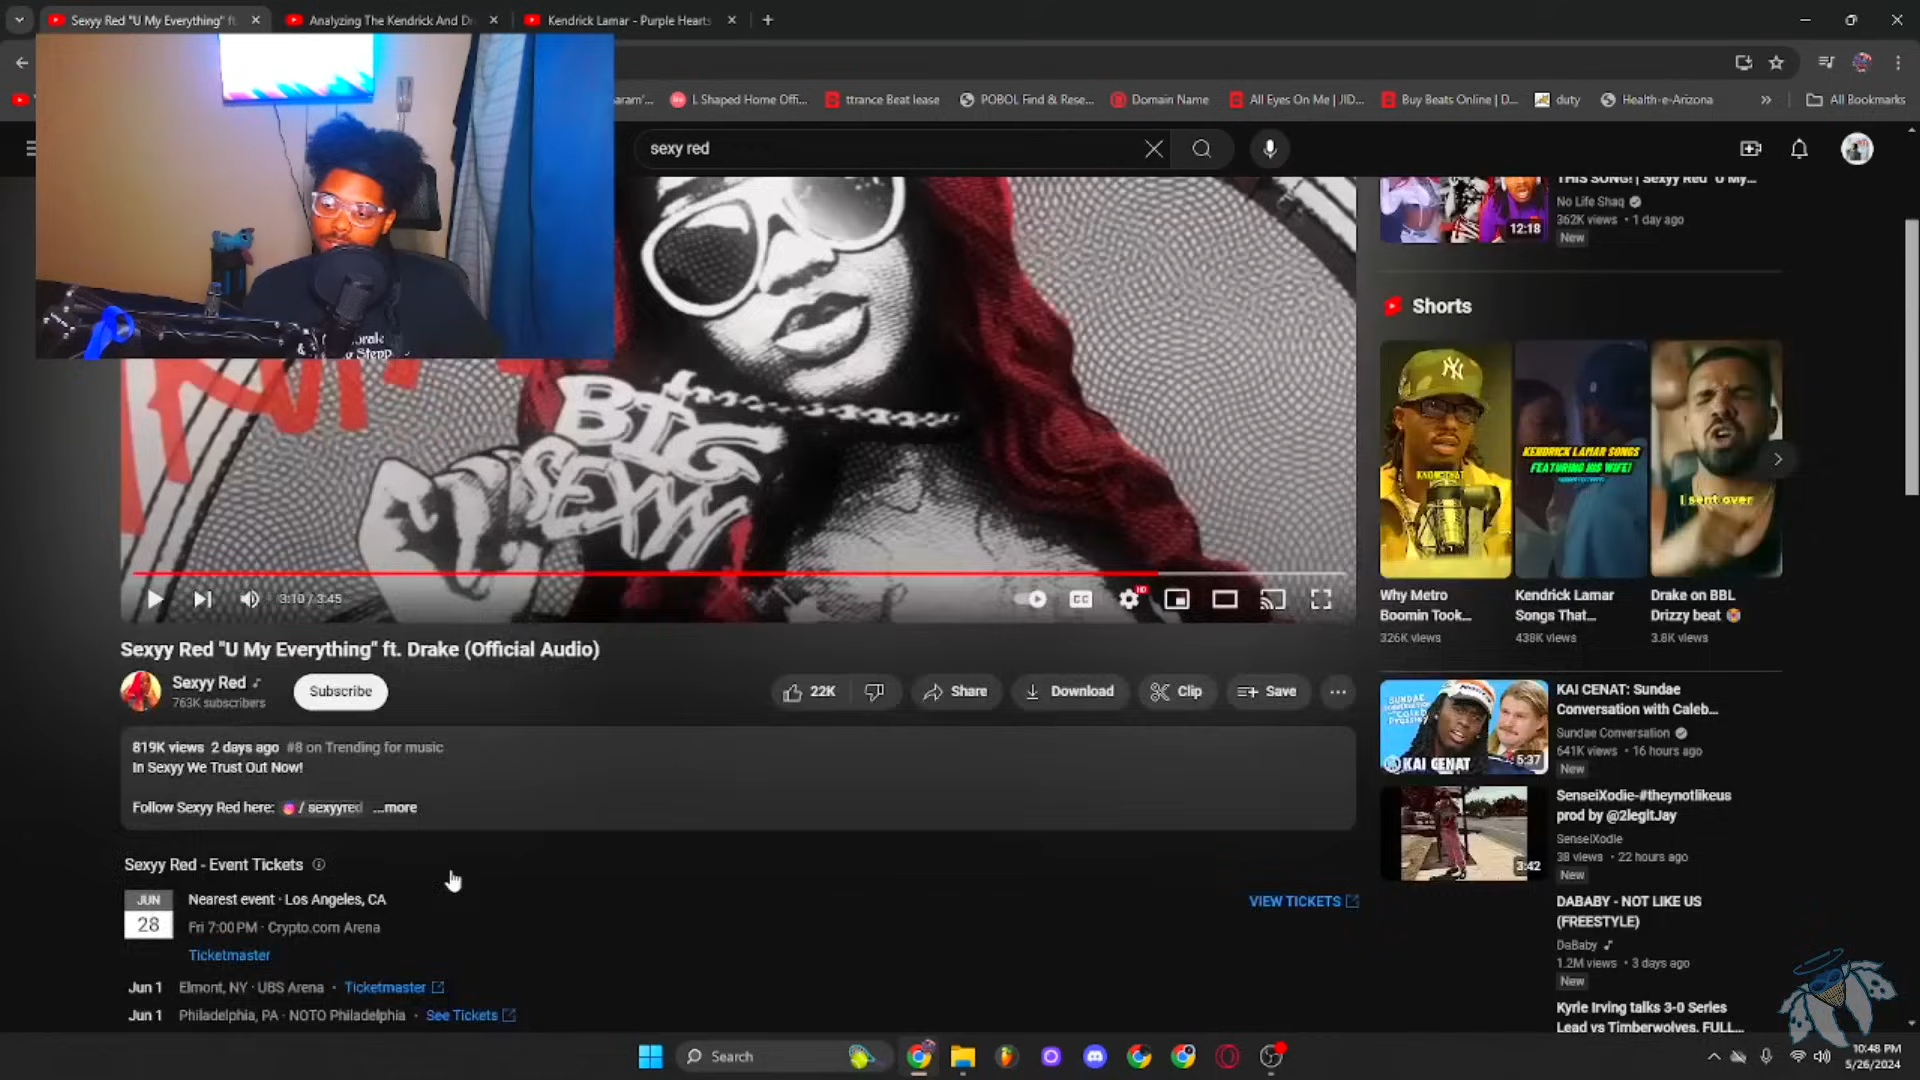 Sexyy Red "U My Everything" ft
Analyzing The Kendrick And Dr
Kendrick Lamar - Purple Hearts
L Shaped Home Offi...
ttrance Beat lease
POBOL Find & Rese...
Domain Name
All Eyes On Me | JID...
Buy Beats Online | D...
duty
Health-e-Arizona
All Bookmarks
sexy red
THIS SONG! | Sexyy Red "U My...
No Life Shaq
362K views • 1 day ago
New
12:18
Shorts
BIG
SEXYY
KENDRICK LAMAR SONGS
FEATURING HIS WIFE!
I sent over
Why Metro
Boomin Took...
326K views
Kendrick Lamar
Songs That...
438K views
Drake on BBL
Drizzy beat
3.8K views
3:10 / 3:45
CC
HD
Sexyy Red "U My Everything" ft. Drake (Official Audio)
Sexyy Red
763K subscribers
Subscribe
22K
Share
Download
Clip
Save
819K views 2 days ago #8 on Trending for music
In Sexyy We Trust Out Now!
Follow Sexyy Red here: / sexyyred ...more
Sexyy Red - Event Tickets
JUN
28
Nearest event · Los Angeles, CA
Fri 7:00 PM · Crypto.com Arena
Ticketmaster
VIEW TICKETS
Jun 1 Elmont, NY · UBS Arena • Ticketmaster
Jun 1 Philadelphia, PA · NOTO Philadelphia • See Tickets
KAI CENAT
5:37
KAI CENAT: Sundae
Conversation with Caleb...
Sundae Conversation
641K views • 16 hours ago
New
3:42
SenseiXodie-#theynotlikeus
prod by @2legitJay
SenseiXodie
38 views • 22 hours ago
New
DABABY - NOT LIKE US
(FREESTYLE)
DaBaby
1.2M views • 3 days ago
New
Kyrie Irving talks 3-0 Series
Lead vs Timberwolves, FULL...
Search
10:48 PM
5/26/2024